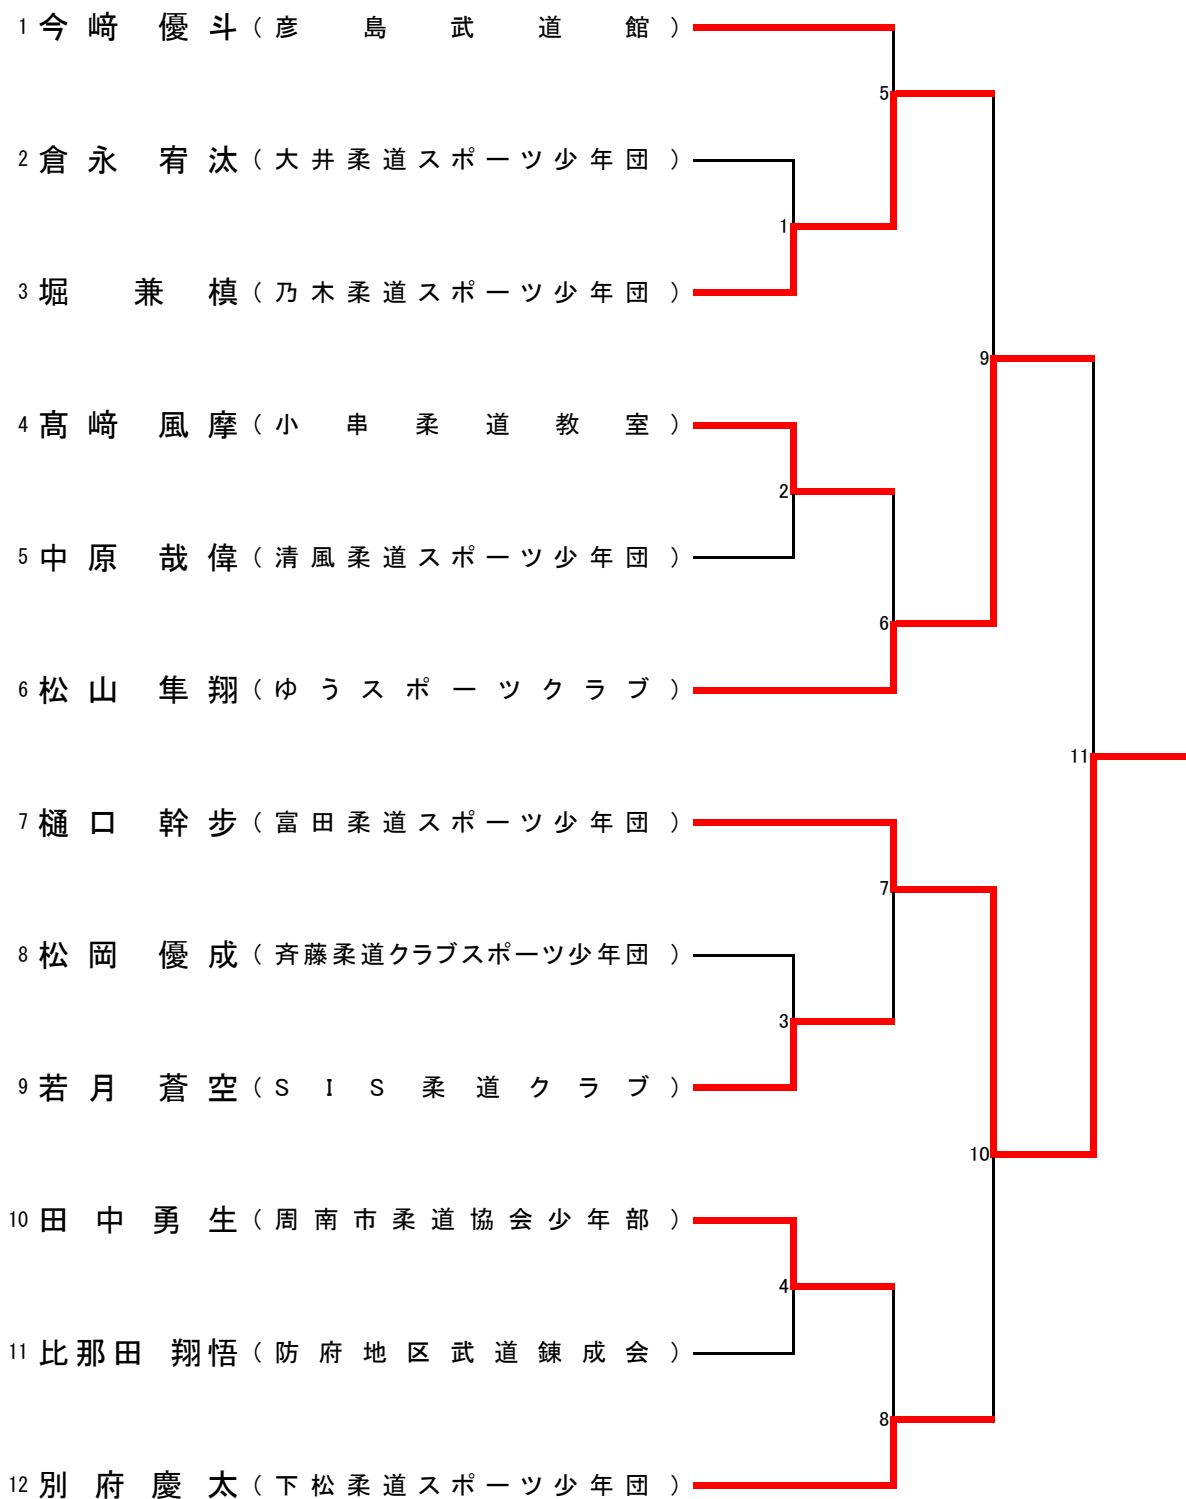 1 今﨑 優斗 ( 彦島武道館 )
5
2 倉永 宥汰 ( 大井柔道スポーツ少年団 )
1
3 堀 兼槙 ( 乃木柔道スポーツ少年団 )
9
4 髙﨑 風摩 ( 小串柔道教室 )
2
5 中原 哉偉 ( 清風柔道スポーツ少年団 )
6
6 松山 隼翔 ( ゆうスポーツクラブ )
11
7 樋口 幹歩 ( 富田柔道スポーツ少年団 )
7
8 松岡 優成 ( 斉藤柔道クラブスポーツ少年団 )
3
9 若月 蒼空 ( SIS柔道クラブ )
10
10 田中勇生 ( 周南市柔道協会少年部 )
4
11 比那田 翔悟 ( 防府地区武道錬成会 )
8
12 別府慶太 ( 下松柔道スポーツ少年団 )